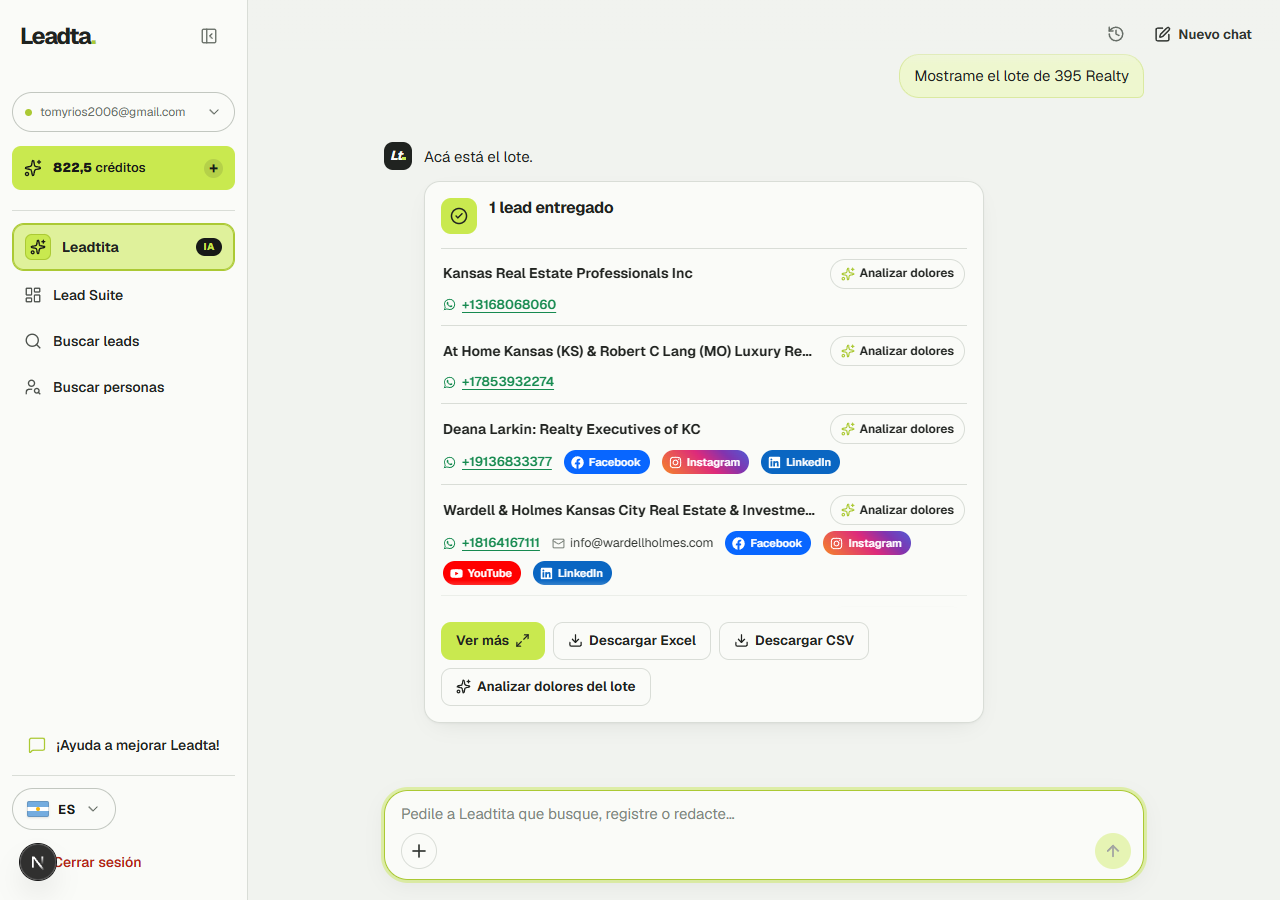 Leadta.
Nuevo chat
tomyrios2006@gmail.com
822,5 créditos
Leadtita IA
Lead Suite
Buscar leads
Buscar personas
¡Ayuda a mejorar Leadta!
ES
N
Cerrar sesión
Mostrame el lote de 395 Realty
Lt.
Acá está el lote.
1 lead entregado
Kansas Real Estate Professionals Inc
Analizar dolores
+13168068060
At Home Kansas (KS) & Robert C Lang (MO) Luxury Re...
Analizar dolores
+17853932274
Deana Larkin: Realty Executives of KC
Analizar dolores
+19136833377 Facebook Instagram LinkedIn
Wardell & Holmes Kansas City Real Estate & Investme...
Analizar dolores
+18164167111 info@wardellholmes.com Facebook Instagram
YouTube LinkedIn
Ver más Descargar Excel Descargar CSV
Analizar dolores del lote
Pedile a Leadtita que busque, registre o redacte...